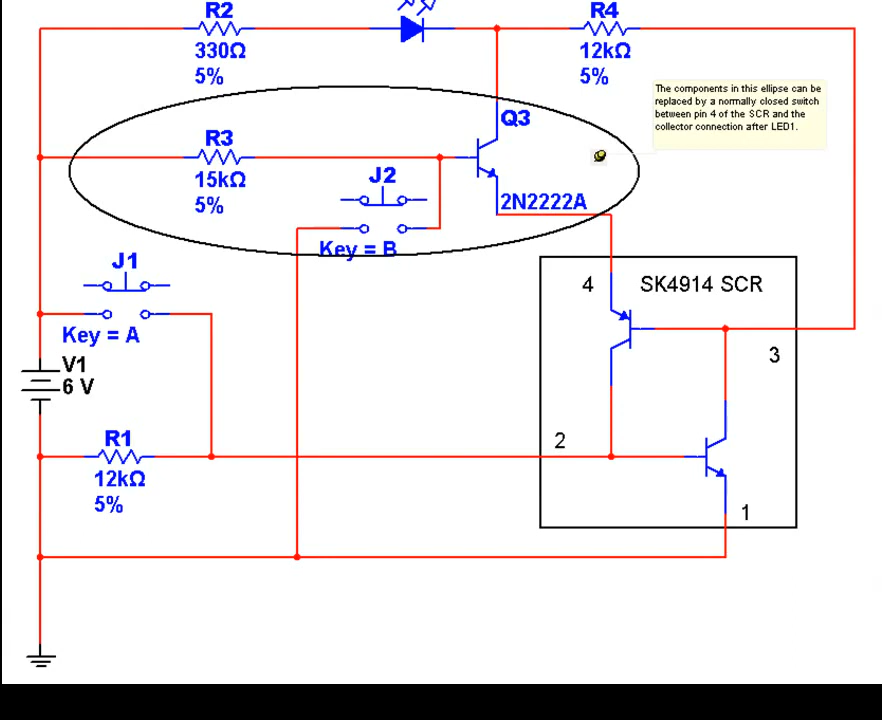 R2
330Ω
5%
R4
12kΩ
5%
The components in this ellipse can be
replaced by a normally closed switch
between pin 4 of the SCR and the
collector connection after LED1.
Q3
2N2222A
R3
15kΩ
5%
J2
Key = B
J1
Key = A
V1
6 V
4
SK4914 SCR
3
2
1
R1
12kΩ
5%